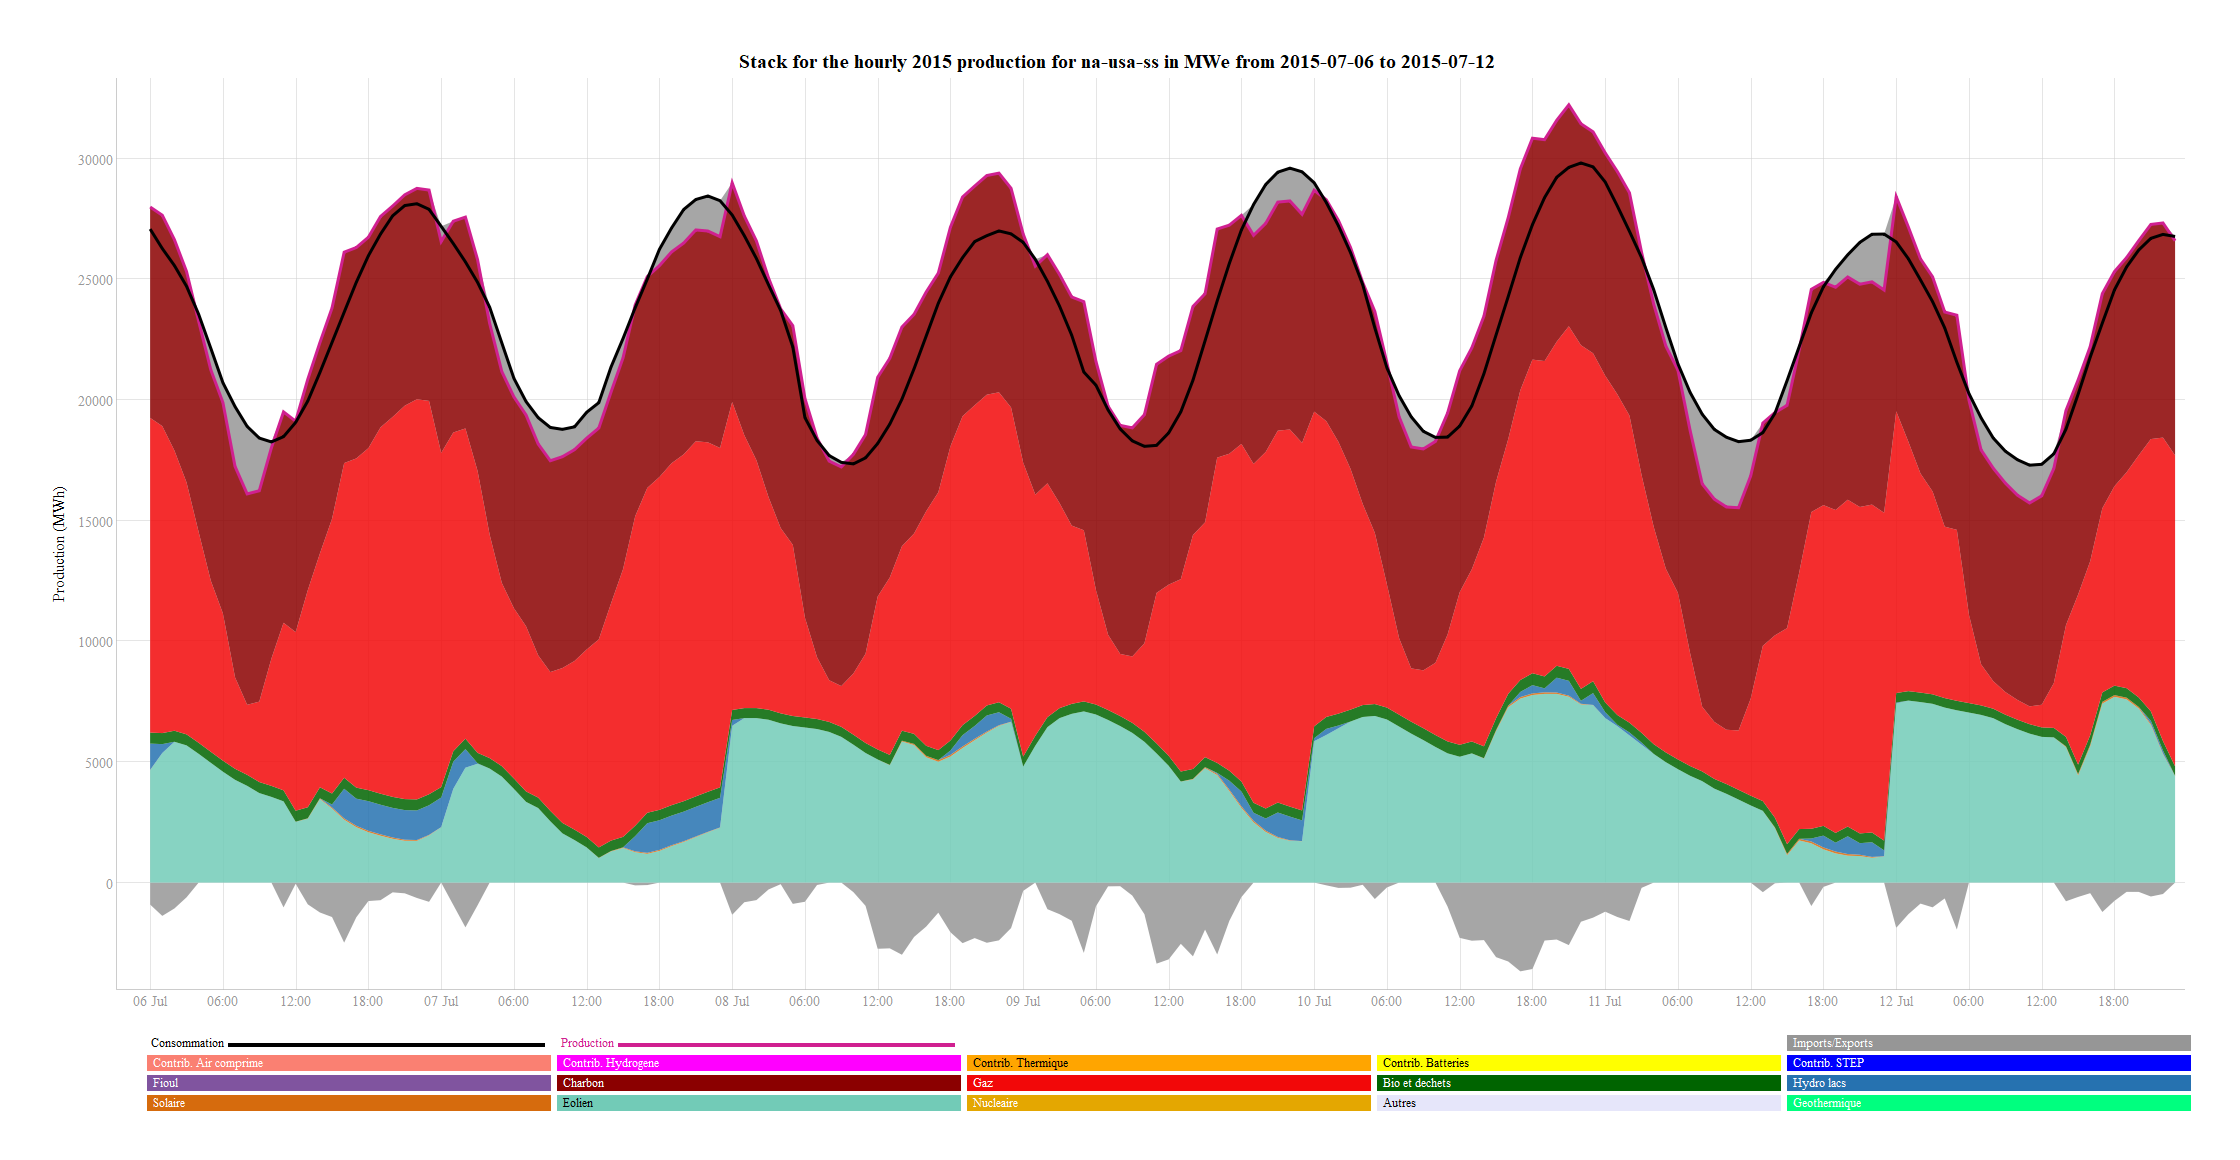 Stack for the hourly 2015 production for na-usa-ss in MWe from 2015-07-06 to 2015-07-12
Production (MWh)
30000
25000
20000
15000
10000
5000
0
06 Jul 06:00 12:00 18:00 07 Jul 06:00 12:00 18:00 08 Jul 06:00 12:00 18:00 09 Jul 06:00 12:00 18:00 10 Jul 06:00 12:00 18:00 11 Jul 06:00 12:00 18:00 12 Jul 06:00 12:00 18:00
Consommation Production Imports/Exports
Contrib. Air comprime Contrib. Hydrogene Contrib. Thermique Contrib. Batteries Contrib. STEP
Fioul Charbon Gaz Bio et dechets Hydro lacs
Solaire Eolien Nucleaire Autres Geothermique